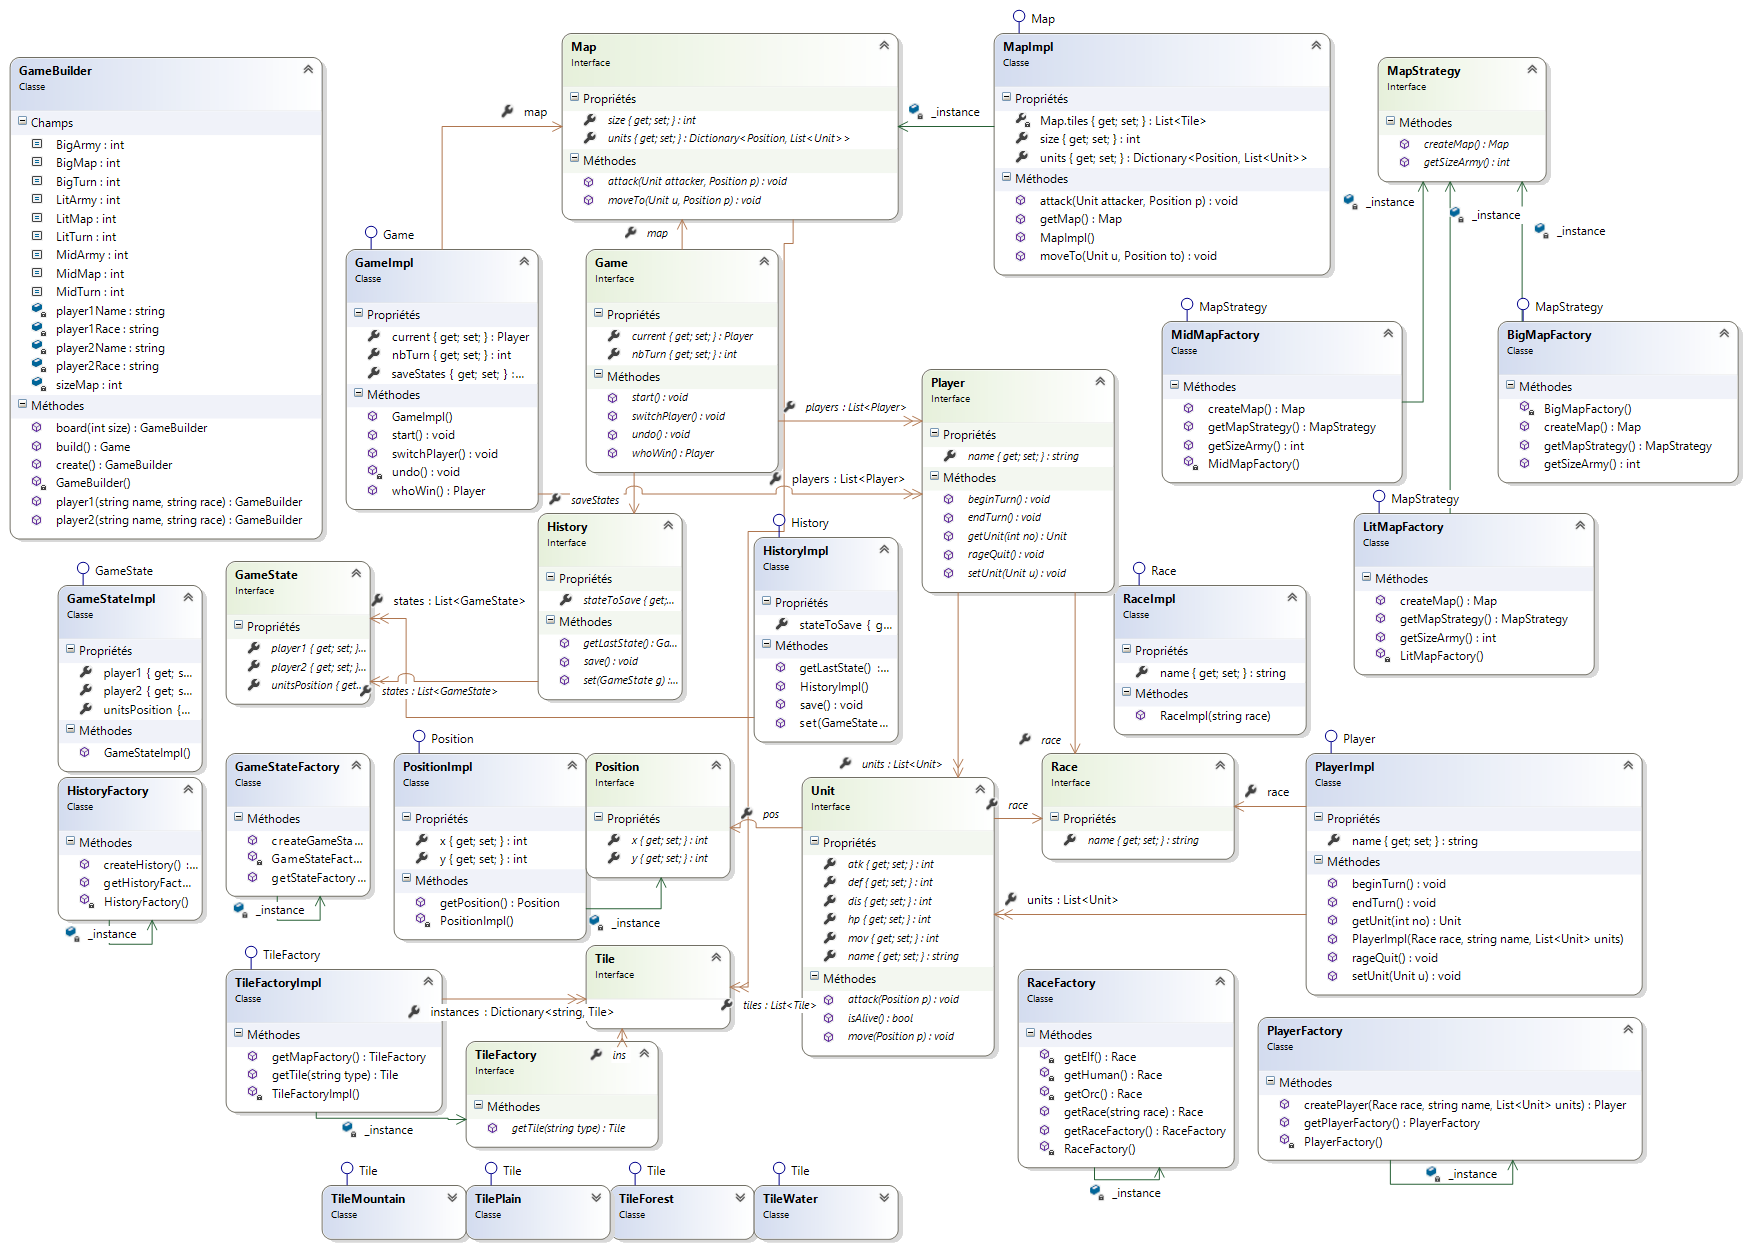 GameBuilder
Classe
Champs
BigArmy : int
BigMap : int
BigTurn : int
LitArmy : int
LitMap : int
LitTurn : int
MidArmy : int
MidMap : int
MidTurn : int
player1Name : string
player1Race : string
player2Name : string
player2Race : string
sizeMap : int
Méthodes
board(int size) : GameBuilder
build() : Game
create() : GameBuilder
GameBuilder()
player1(string name, string race) : GameBuilder
player2(string name, string race) : GameBuilder
map
Map
Interface
Propriétés
size { get; set; } : int
units { get; set; } : Dictionary<Position, List<Unit>>
Méthodes
attack(Unit attacker, Position p) : void
moveTo(Unit u, Position p) : void
_instance
Map
MapImpl
Classe
Propriétés
Map.tiles { get; set; } : List<Tile>
size { get; set; } : int
units { get; set; } : Dictionary<Position, List<Unit>>
Méthodes
attack(Unit attacker, Position p) : void
getMap() : Map
MapImpl()
moveTo(Unit u, Position to) : void
MapStrategy
Interface
Méthodes
createMap() : Map
getSizeArmy() : int
_instance
_instance
_instance
Game
GameImpl
Classe
Propriétés
current { get; set; } : Player
nbTurn { get; set; } : int
saveStates { get; set; } :...
Méthodes
GameImpl()
start() : void
switchPlayer() : void
undo() : void
whoWin() : Player
map
Game
Interface
Propriétés
current { get; set; } : Player
nbTurn { get; set; } : int
Méthodes
start() : void
switchPlayer() : void
undo() : void
whoWin() : Player
players : List<Player>
players : List<Player>
saveStates
Player
Interface
Propriétés
name { get; set; } : string
Méthodes
beginTurn() : void
endTurn() : void
getUnit(int no) : Unit
rageQuit() : void
setUnit(Unit u) : void
MapStrategy
MidMapFactory
Classe
Méthodes
createMap() : Map
getMapStrategy() : MapStrategy
getSizeArmy() : int
MidMapFactory()
MapStrategy
BigMapFactory
Classe
Méthodes
BigMapFactory()
createMap() : Map
getMapStrategy() : MapStrategy
getSizeArmy() : int
MapStrategy
LitMapFactory
Classe
Méthodes
createMap() : Map
getMapStrategy() : MapStrategy
getSizeArmy() : int
LitMapFactory()
GameState
GameStateImpl
Classe
Propriétés
player1 { get; s...
player2 { get; s...
unitsPosition {...
Méthodes
GameStateImpl()
GameState
Interface
Propriétés
player1 { get; set; }...
player2 { get; set; }...
unitsPosition { get...
states : List<GameState>
states : List<GameState>
History
Interface
Propriétés
stateToSave { get;...
Méthodes
getLastState() : Ga...
save() : void
set(GameState g) :...
History
HistoryImpl
Classe
Propriétés
stateToSave { g...
Méthodes
getLastState() :...
HistoryImpl()
save() : void
set(GameState...
Race
RaceImpl
Classe
Propriétés
name { get; set; } : string
Méthodes
RaceImpl(string race)
HistoryFactory
Classe
Méthodes
createHistory() :...
getHistoryFact...
HistoryFactory()
_instance
GameStateFactory
Classe
Méthodes
createGameSta...
GameStateFact...
getStateFactory...
_instance
Position
PositionImpl
Classe
Propriétés
x { get; set; } : int
y { get; set; } : int
Méthodes
getPosition() : Position
PositionImpl()
_instance
Position
Interface
Propriétés
x { get; set; } : int
y { get; set; } : int
pos
units : List<Unit>
race
Unit
Interface
Propriétés
atk { get; set; } : int
def { get; set; } : int
dis { get; set; } : int
hp { get; set; } : int
mov { get; set; } : int
name { get; set; } : string
Méthodes
attack(Position p) : void
isAlive() : bool
move(Position p) : void
race
Race
Interface
Propriétés
name { get; set; } : string
race
units : List<Unit>
Player
PlayerImpl
Classe
Propriétés
name { get; set; } : string
Méthodes
beginTurn() : void
endTurn() : void
getUnit(int no) : Unit
PlayerImpl(Race race, string name, List<Unit> units)
rageQuit() : void
setUnit(Unit u) : void
TileFactory
TileFactoryImpl
Classe
Méthodes
getMapFactory() : TileFactory
getTile(string type) : Tile
TileFactoryImpl()
_instance
instances : Dictionary<string, Tile>
Tile
Interface
tiles : List<Tile>
TileFactory
Interface
ins
Méthodes
getTile(string type) : Tile
RaceFactory
Classe
Méthodes
getElf() : Race
getHuman() : Race
getOrc() : Race
getRace(string race) : Race
getRaceFactory() : RaceFactory
RaceFactory()
_instance
PlayerFactory
Classe
Méthodes
createPlayer(Race race, string name, List<Unit> units) : Player
getPlayerFactory() : PlayerFactory
PlayerFactory()
_instance
Tile
TileMountain
Classe
Tile
TilePlain
Classe
Tile
TileForest
Classe
Tile
TileWater
Classe